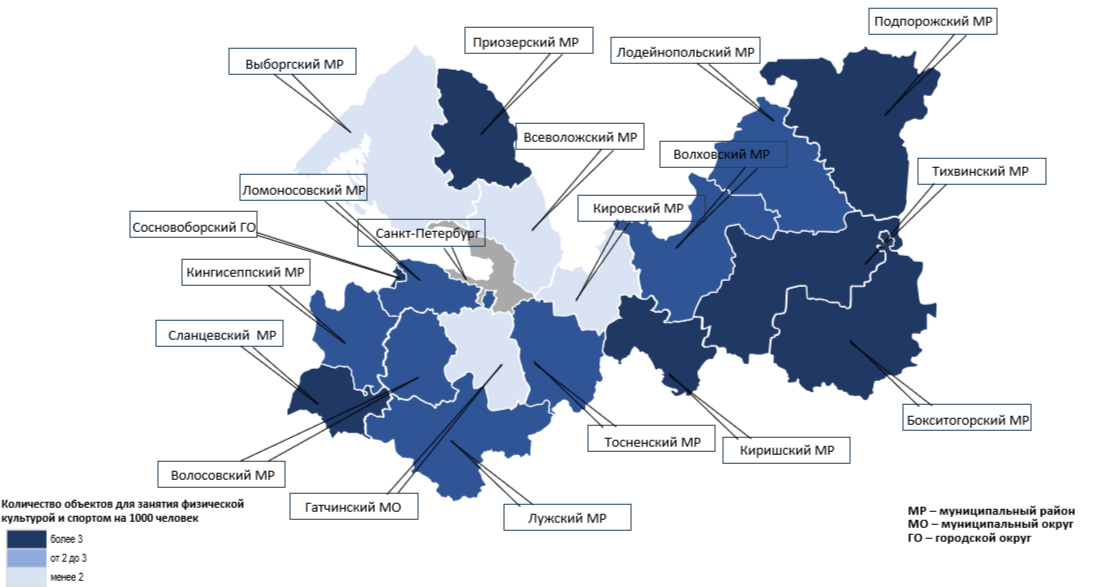 Подпорожский МР
Приозерский МР
Лодейнопольский МР
Выборгский МР
Всеволожский МР
Волховский МР
Тихвинский МР
Ломоносовский МР
Кировский МР
Сосновоборский ГО
Санкт-Петербург
Кингисеппский МР
Сланцевский МР
Бокситогорский МР
Тосненский МР
Киришский МР
Волосовский МР
Гатчинский МО
Лужский МР
Количество объектов для занятия физической
культурой и спортом на 1000 человек
более 3
от 2 до 3
менее 2
МР – муниципальный район
МО – муниципальный округ
ГО – городской округ